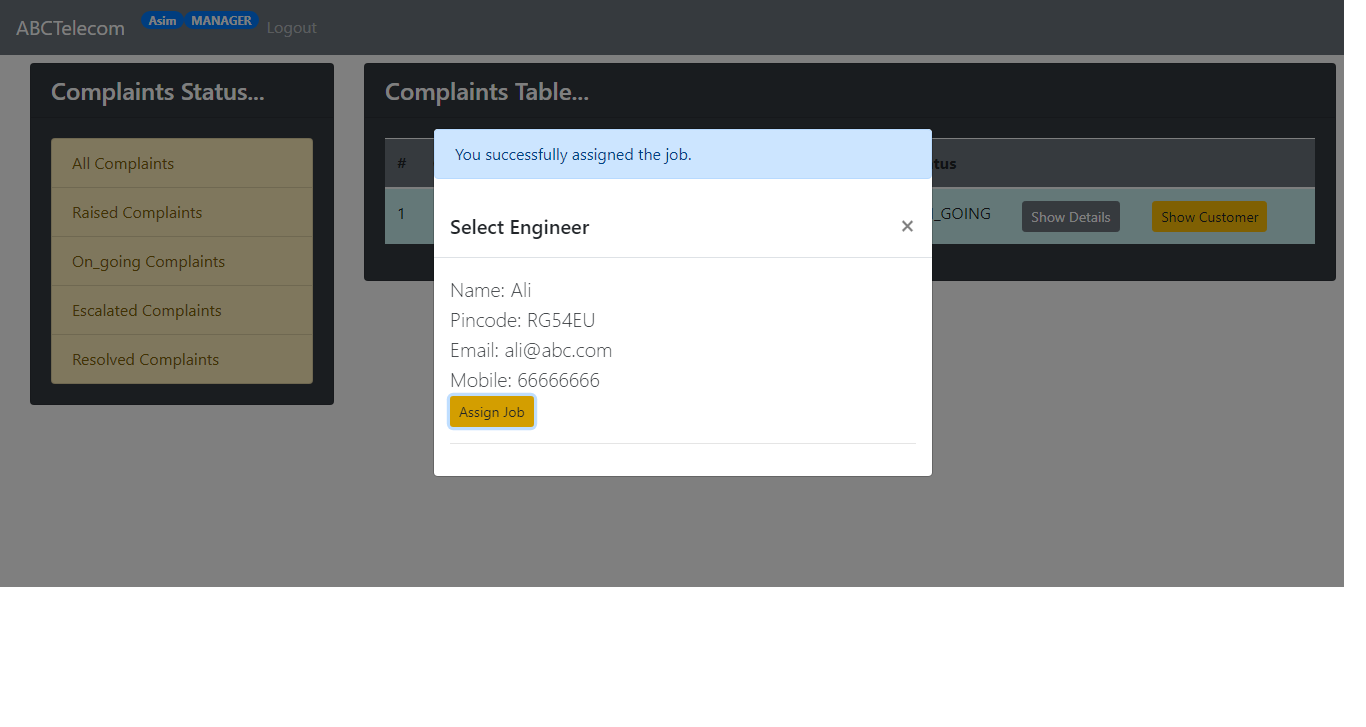 ABCTelecom Asim MANAGER Logout
Complaints Status...
All Complaints
Raised Complaints
On_going Complaints
Escalated Complaints
Resolved Complaints
Complaints Table...
#
1
_GOING Show Details Show Customer
You successfully assigned the job.
Select Engineer ×
Name: Ali
Pincode: RG54EU
Email: ali@abc.com
Mobile: 66666666
Assign Job